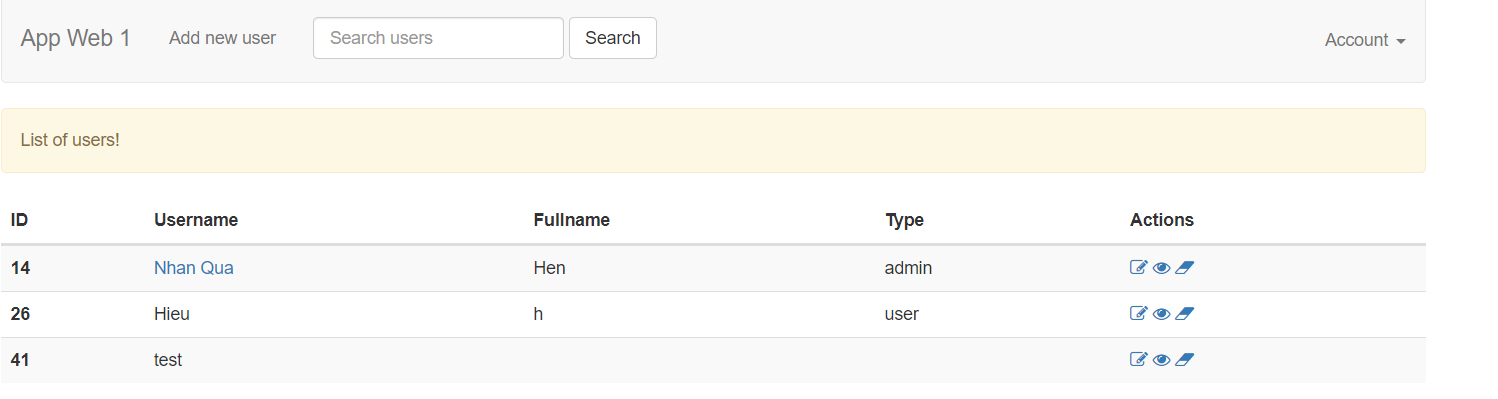 App Web 1 Add new user Search users Search Account
List of users!
ID Username Fullname Type Actions
14 Nhan Qua Hen admin
26 Hieu h user
41 test